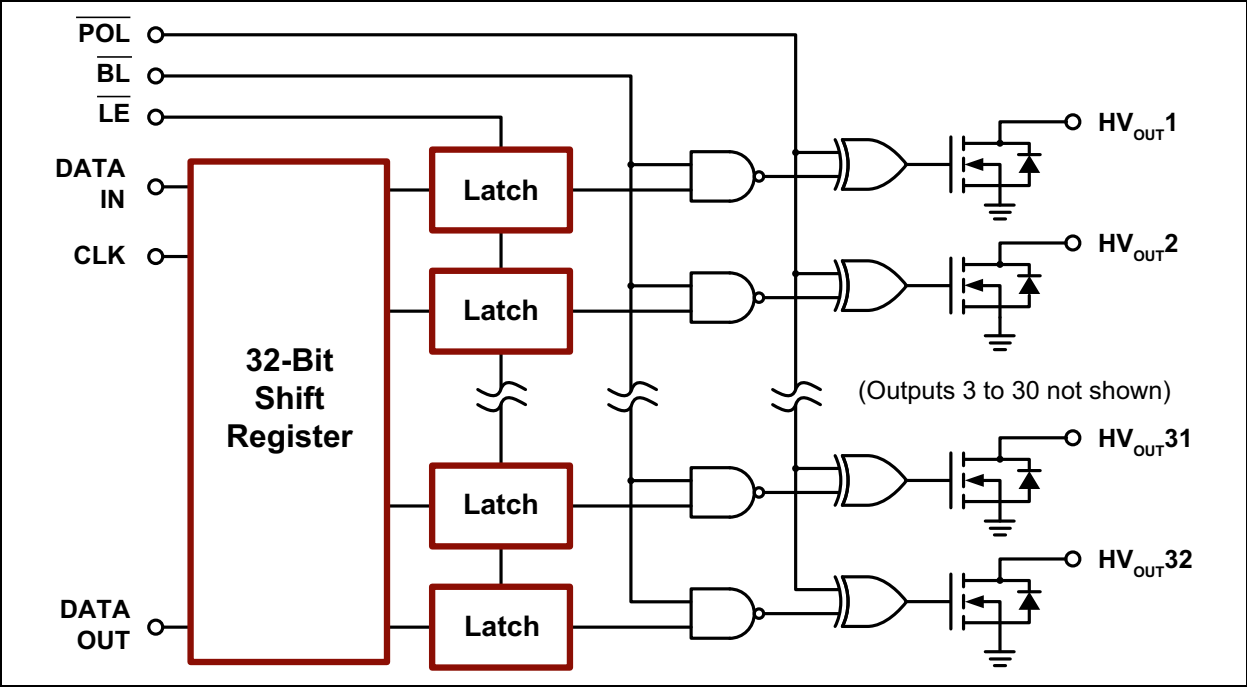 POL
BL
LE
DATA
IN
CLK
32-Bit
Shift
Register
DATA
OUT
Latch
Latch
Latch
Latch
HVOUT1
HVOUT2
(Outputs 3 to 30 not shown)
HVOUT31
HVOUT32